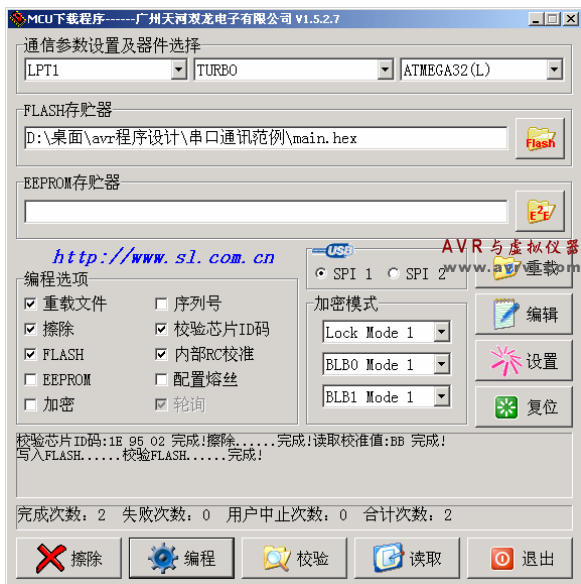 MCU下载程序------广州天河双龙电子有限公司 V1.5.2.7
通信参数设置及器件选择
LPT1 TURBO ATMEGA32(L)
FLASH存贮器
D:\桌面\avr程序设计\串口通讯范例\main.hex
Flash
EEPROM存贮器
E²E
http://www.sl.com.cn
USB
SPI 1 SPI 2
AVR与虚拟仪器
www.avrvi.com
重载
编程选项
重载文件 序列号
擦除 校验芯片ID码
FLASH 内部RC校准
EEPROM 配置熔丝
加密 轮询
加密模式
Lock Mode 1
BLB0 Mode 1
BLB1 Mode 1
编辑
设置
复位
校验芯片ID码:1E 95 02 完成!擦除......完成!读取校准值:BB 完成!
写入FLASH......校验FLASH......完成!
完成次数: 2 失败次数: 0 用户中止次数: 0 合计次数: 2
擦除 编程 校验 读取 退出